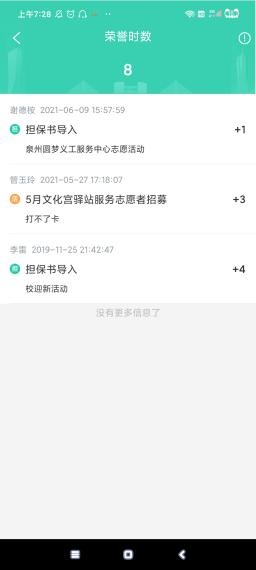 上午7:28
荣誉时数
8
谢德桉 2021-06-09 15:57:59
担保书导入 +1
泉州圆梦义工服务中心志愿活动
管玉玲 2021-05-27 17:18:07
5月文化宫驿站服务志愿者招募 +3
打不了卡
李雷 2019-11-25 21:42:47
担保书导入 +4
校迎新活动
没有更多信息了